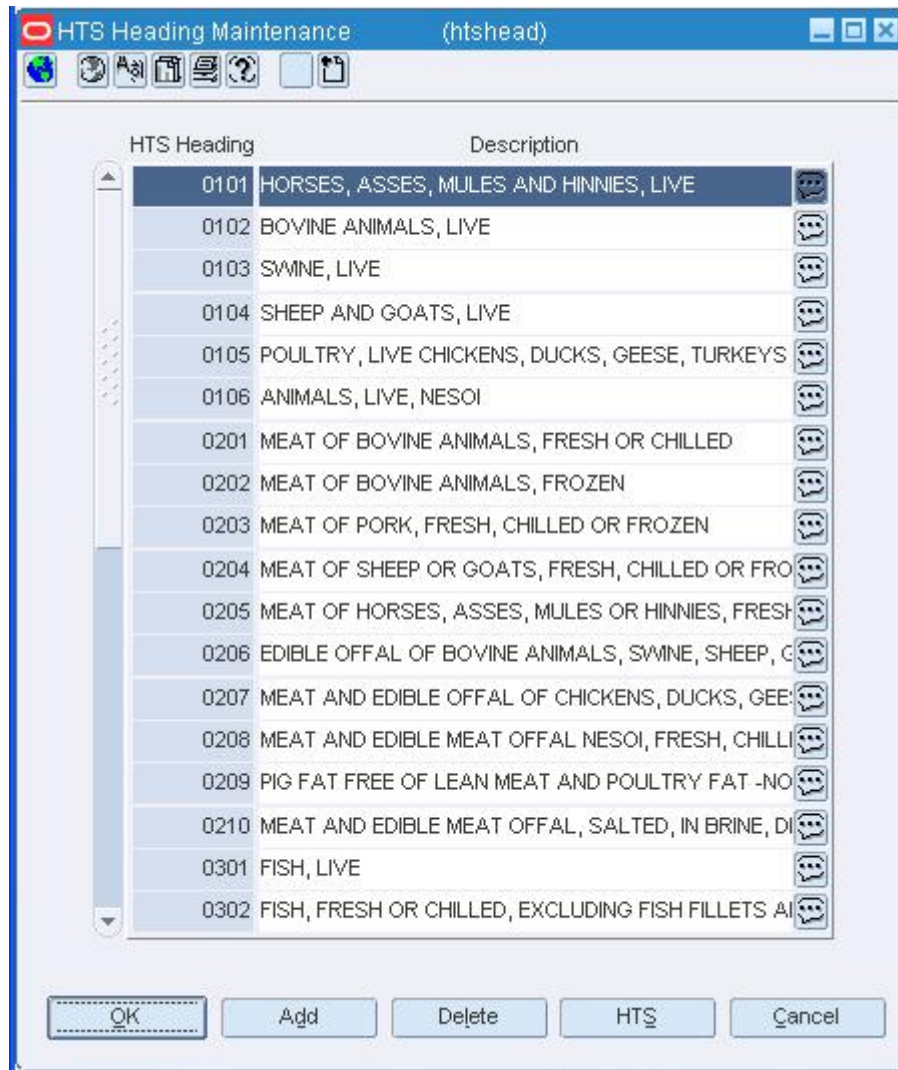 HTS Heading Maintenance (htshead)
HTS Heading Description
0101 HORSES, ASSES, MULES AND HINNIES, LIVE
0102 BOVINE ANIMALS, LIVE
0103 SWINE, LIVE
0104 SHEEP AND GOATS, LIVE
0105 POULTRY, LIVE CHICKENS, DUCKS, GEESE, TURKEYS
0106 ANIMALS, LIVE, NESOI
0201 MEAT OF BOVINE ANIMALS, FRESH OR CHILLED
0202 MEAT OF BOVINE ANIMALS, FROZEN
0203 MEAT OF PORK, FRESH, CHILLED OR FROZEN
0204 MEAT OF SHEEP OR GOATS, FRESH, CHILLED OR FRO
0205 MEAT OF HORSES, ASSES, MULES OR HINNIES, FRESH
0206 EDIBLE OFFAL OF BOVINE ANIMALS, SWINE, SHEEP, G
0207 MEAT AND EDIBLE OFFAL OF CHICKENS, DUCKS, GEES
0208 MEAT AND EDIBLE MEAT OFFAL NESOI, FRESH, CHILLI
0209 PIG FAT FREE OF LEAN MEAT AND POULTRY FAT -NO
0210 MEAT AND EDIBLE MEAT OFFAL, SALTED, IN BRINE, DI
0301 FISH, LIVE
0302 FISH, FRESH OR CHILLED, EXCLUDING FISH FILLETS AI
OK Add Delete HTS Cancel